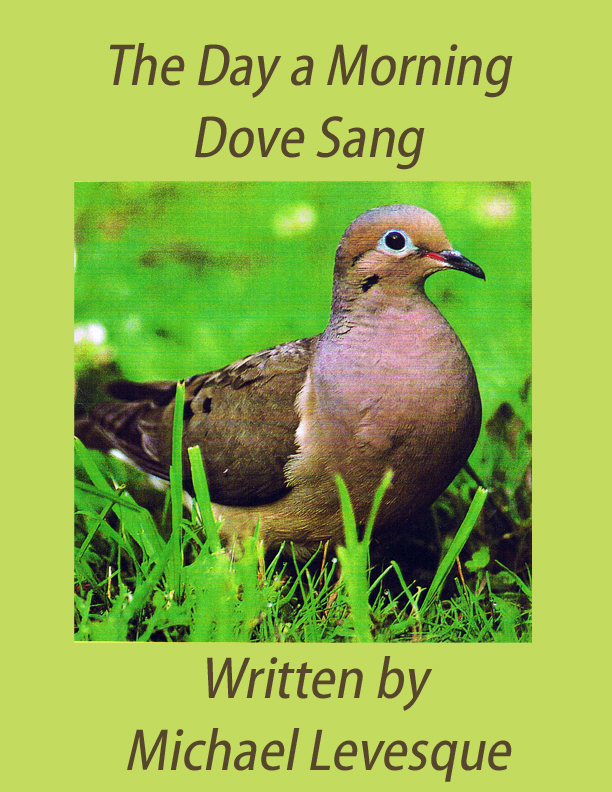 The Day a Morning
Dove Sang
Written by
Michael Levesque